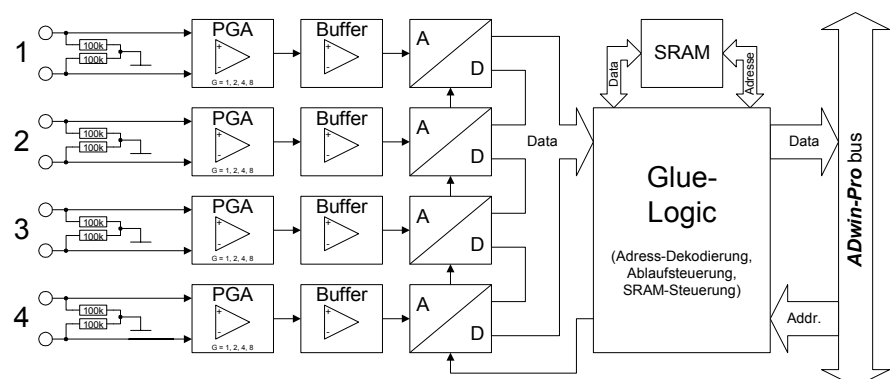 1
100k
100k
PGA
+
-
G = 1, 2, 4, 8
Buffer
+
-
A
D
2
100k
100k
PGA
+
-
G = 1, 2, 4, 8
Buffer
+
-
A
D
3
100k
100k
PGA
+
-
G = 1, 2, 4, 8
Buffer
+
-
A
D
4
100k
100k
PGA
+
-
G = 1, 2, 4, 8
Buffer
+
-
A
D
Data
SRAM
Data
Adresse
Glue-
Logic
(Adress-Dekodierung,
Ablaufsteuerung,
SRAM-Steuerung)
Data
Addr.
ADwin-Pro bus